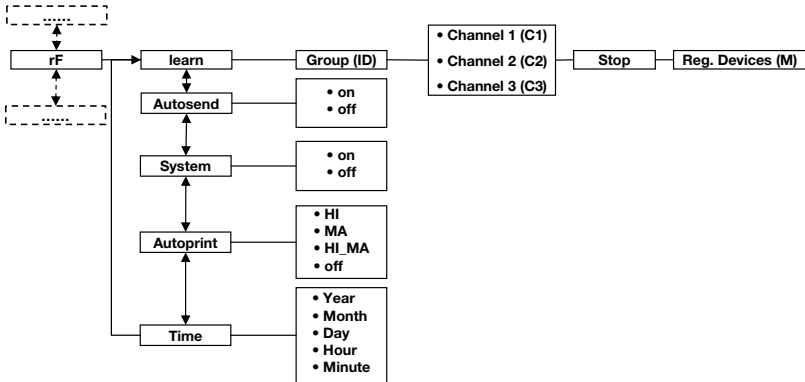 ......
rF
......
learn
Group (ID)
• Channel 1 (C1)
• Channel 2 (C2)
• Channel 3 (C3)
Stop
Reg. Devices (M)
Autosend
• on
• off
System
• on
• off
Autoprint
• HI
• MA
• HI_MA
• off
Time
• Year
• Month
• Day
• Hour
• Minute